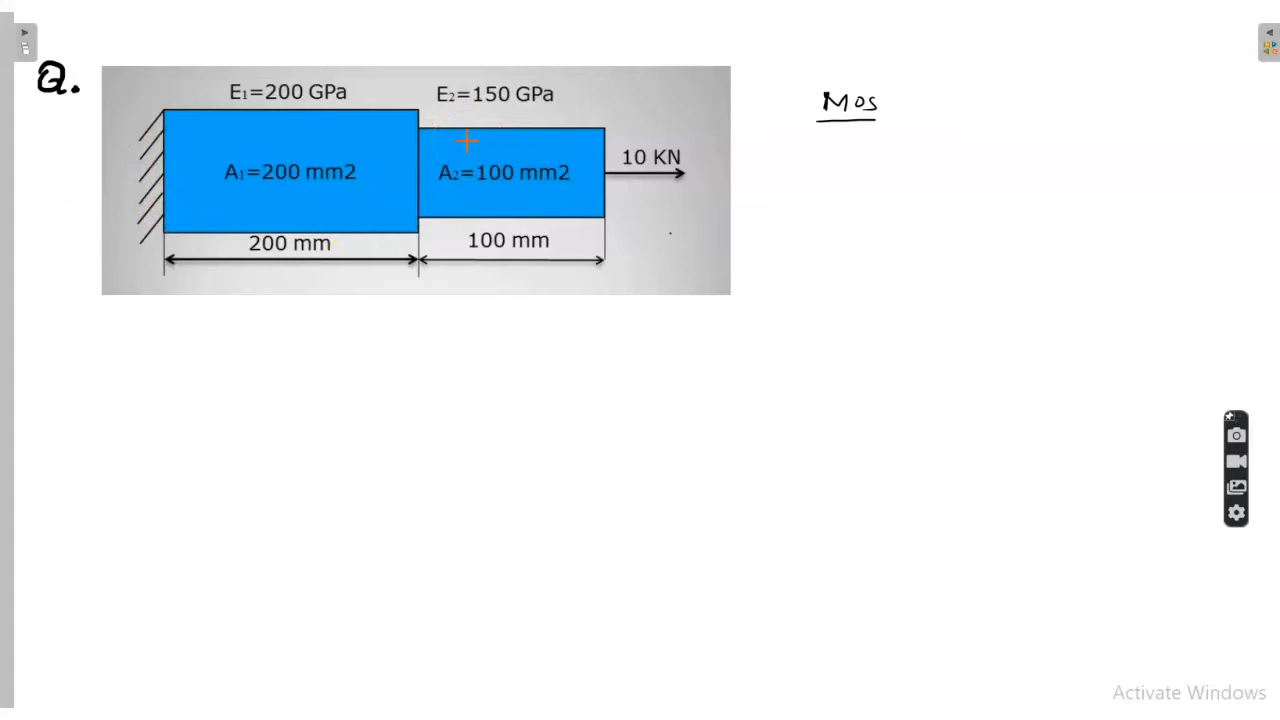 Q.
E1=200 GPa
E2=150 GPa
Mos
A1=200 mm2
A2=100 mm2
10 KN
200 mm
100 mm
Activate Windows